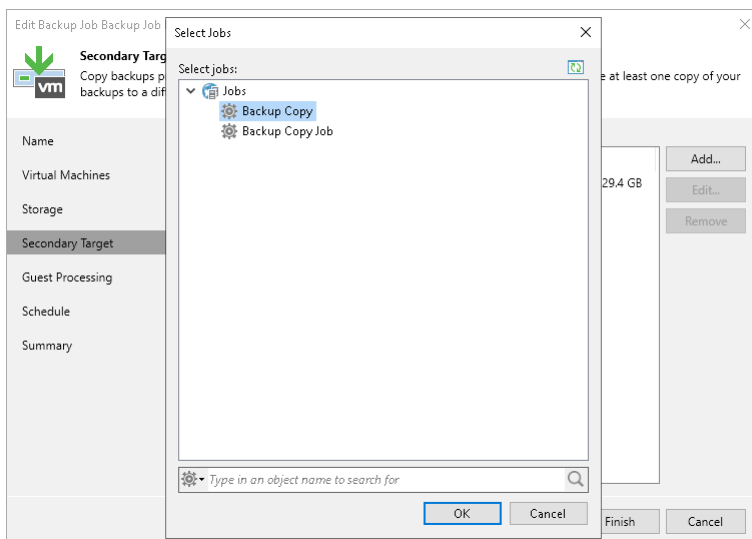 Edit Backup Job Backup Job
Secondary Targ
Copy backups p
backups to a dif
e at least one copy of your
vm
Name
Virtual Machines
Storage
Secondary Target
Guest Processing
Schedule
Summary
Select Jobs
Select jobs:
Jobs
Backup Copy
Backup Copy Job
Type in an object name to search for
OK
Cancel
29.4 GB
Add...
Edit...
Remove
Finish
Cancel